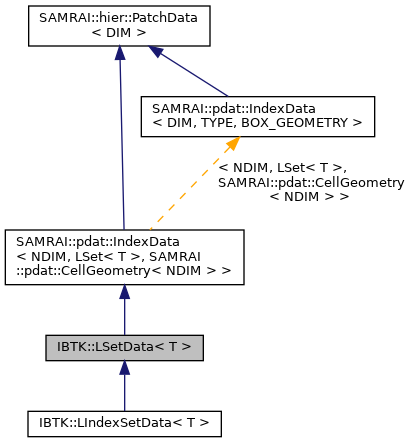 SAMRAI::hier::PatchData
< DIM >
SAMRAI::pdat::IndexData
< DIM, TYPE, BOX_GEOMETRY >
< NDIM, LSet< T >,
SAMRAI::pdat::CellGeometry
< NDIM > >
SAMRAI::pdat::IndexData
< NDIM, LSet< T >, SAMRAI
::pdat::CellGeometry< NDIM > >
IBTK::LSetData< T >
IBTK::LIndexSetData< T >